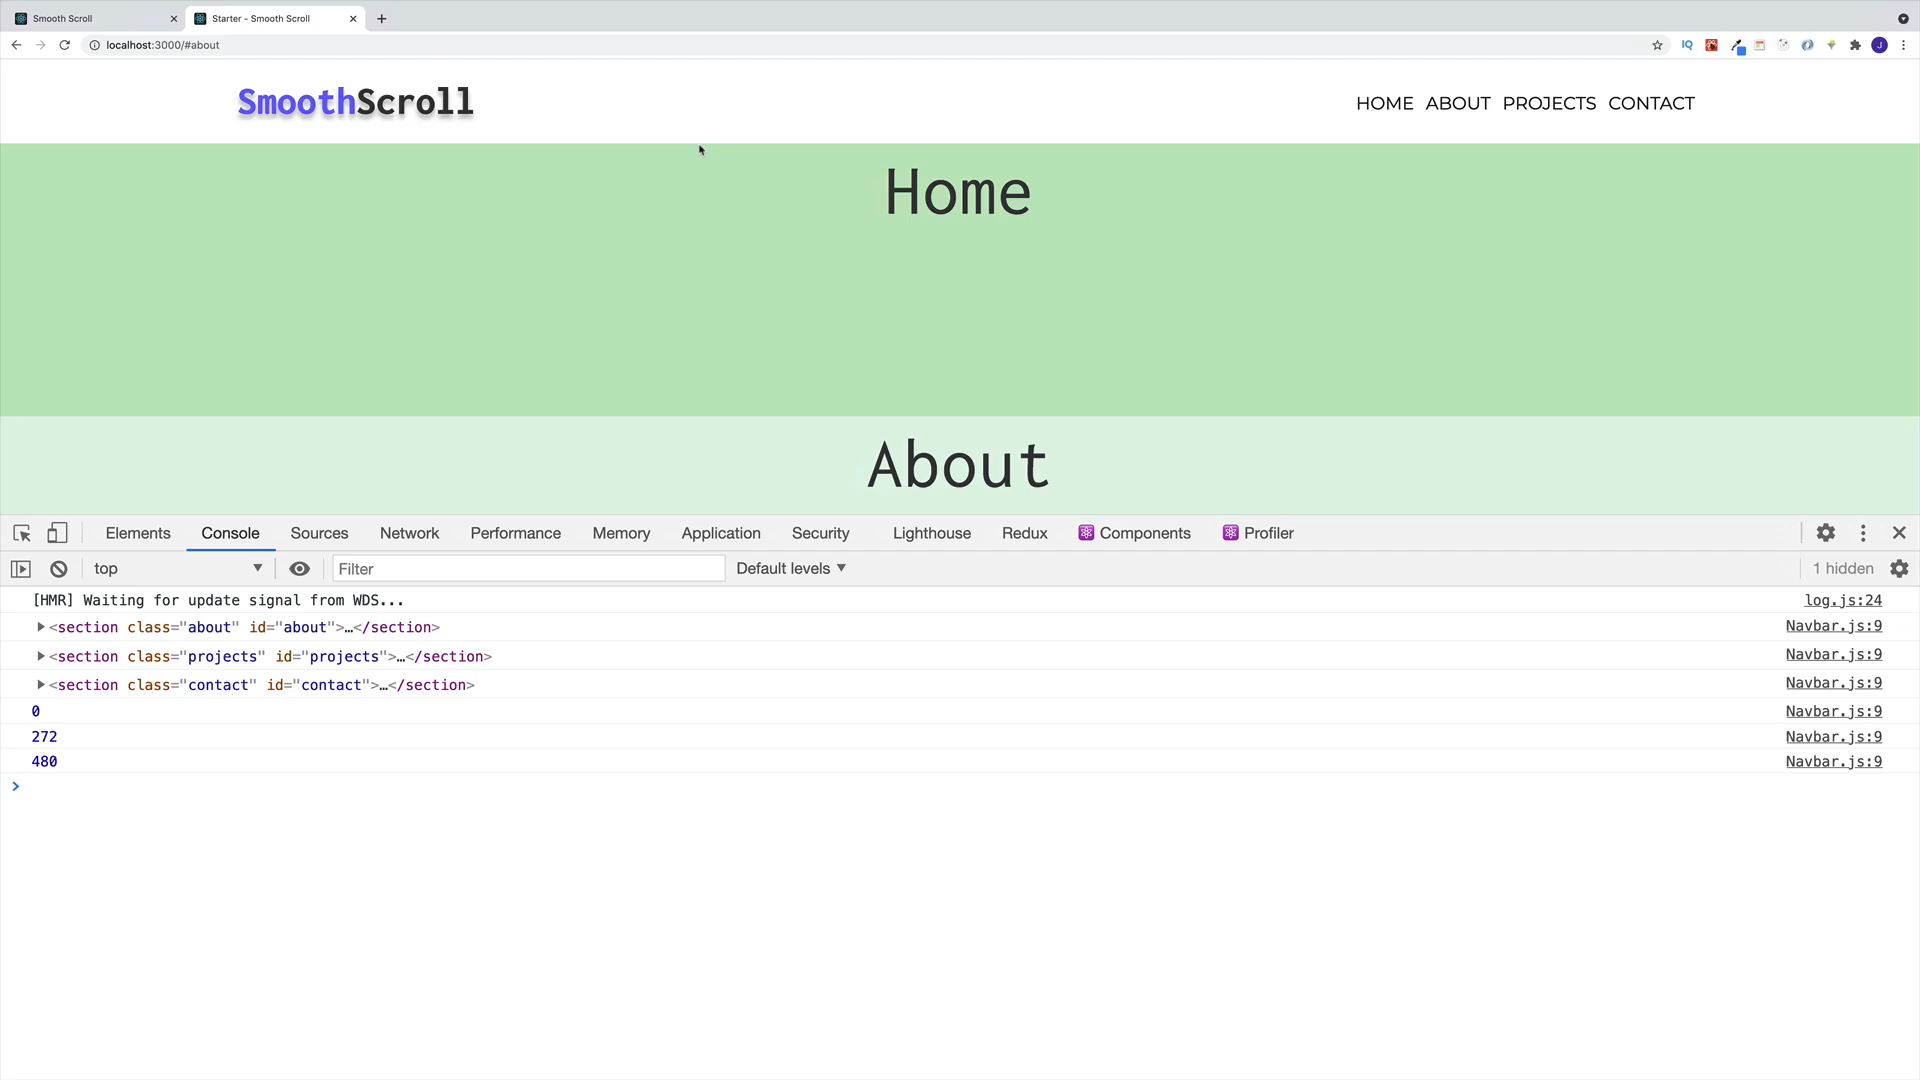 Smooth Scroll
Starter - Smooth Scroll
localhost:3000/#about
IQ
J
SmoothScroll
HOME ABOUT PROJECTS CONTACT
Home
About
Elements Console Sources Network Performance Memory Application Security Lighthouse Redux Components Profiler
top Filter Default levels 1 hidden
[HMR] Waiting for update signal from WDS... log.js:24
<section class="about" id="about">…</section> Navbar.js:9
<section class="projects" id="projects">…</section> Navbar.js:9
<section class="contact" id="contact">…</section> Navbar.js:9
0 Navbar.js:9
272 Navbar.js:9
480 Navbar.js:9